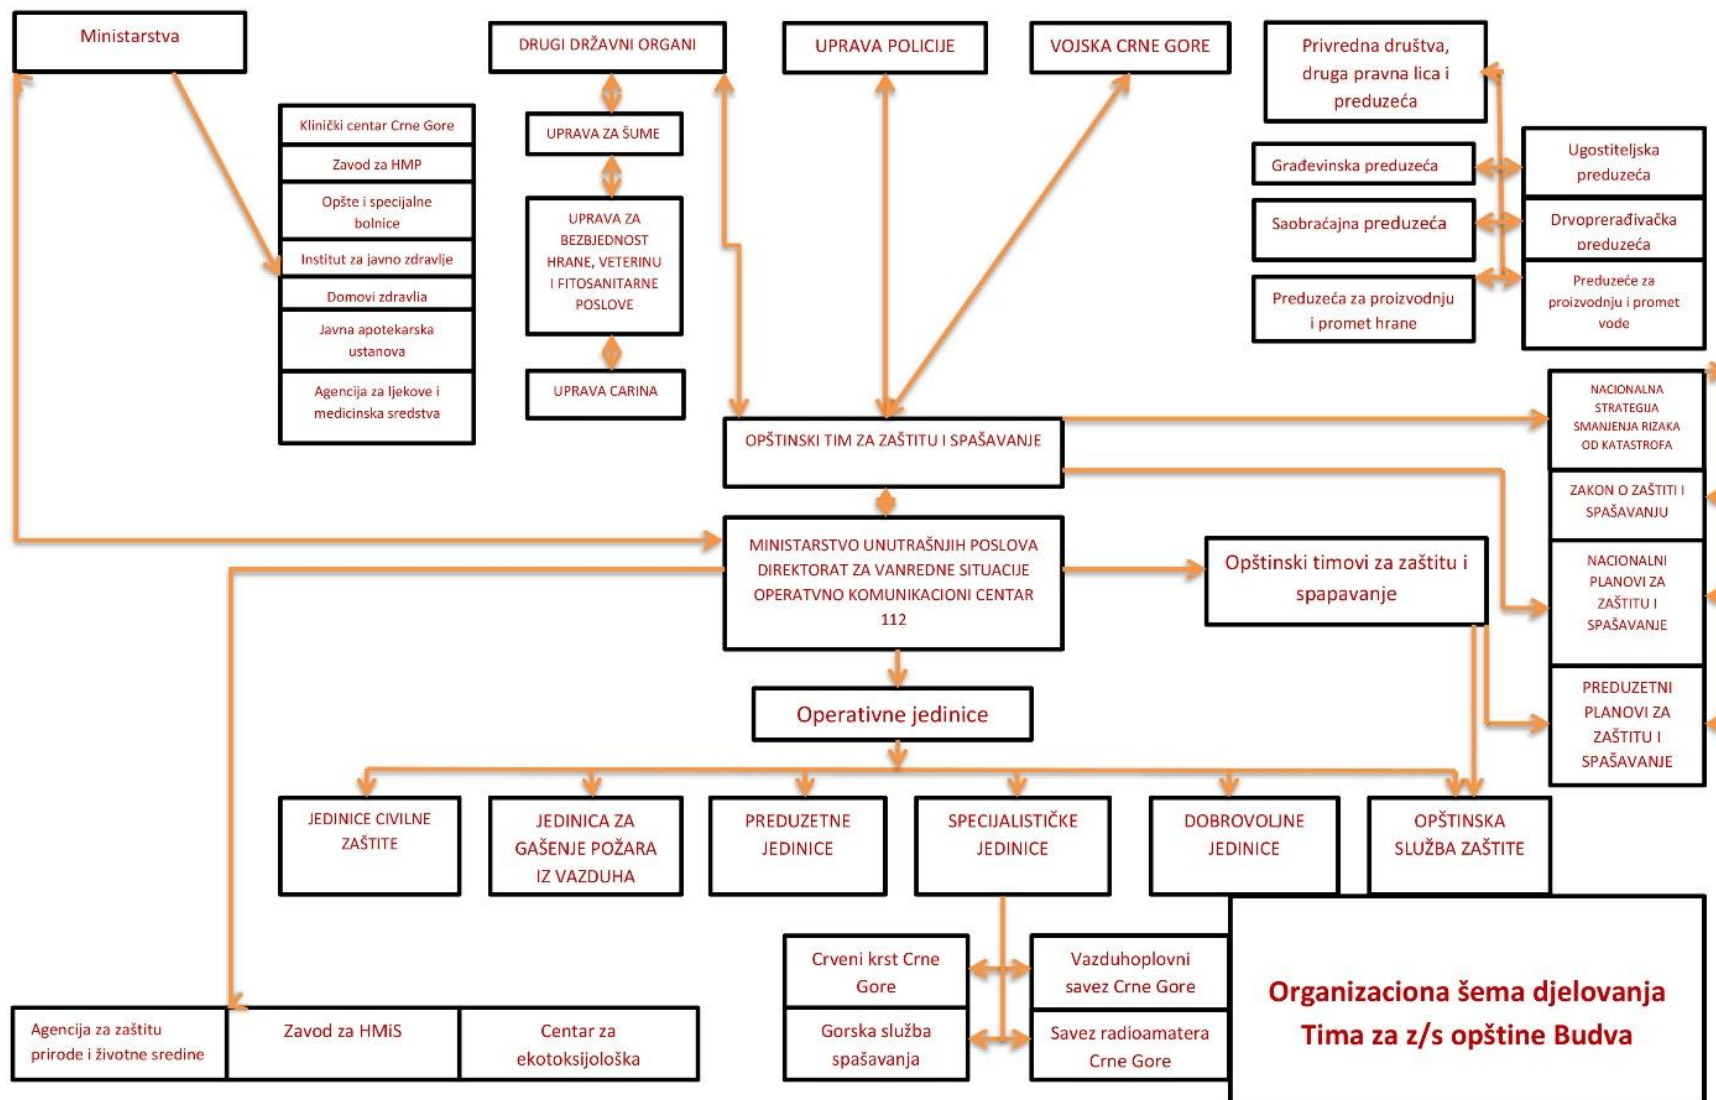 Ministarstva
DRUGI DRŽAVNI ORGANI
UPRAVA POLICIJE
VOJSKA CRNE GORE
Privredna društva,
druga pravna lica i
preduzeća
Klinički centar Crne Gore
Zavod za HMP
Opšte i specijalne
bolnice
Institut za javno zdravlje
Domovi zdravlia
Javna apotekarska
ustanova
Agencija za ljekove i
medicinska sredstva
UPRAVA ZA ŠUME
UPRAVA ZA
BEZBJEDNOST
HRANE, VETERINU
I FITOSANITARNE
POSLOVE
UPRAVA CARINA
Građevinska preduzeća
Ugostiteljska
preduzeća
Saobraćajna preduzeća
Drvoprerađivačka
preduzeća
Preduzeća za proizvodnju
i promet hrane
Preduzeće za
proizvodnju i promet
vode
OPŠTINSKI TIM ZA ZAŠTITU I SPAŠAVANJE
NACIONALNA
STRATEGIJA
SMANJENJA RIZAKA
OD KATASTROFA
ZAKON O ZAŠTITI I
SPAŠAVANJU
NACIONALNI
PLANOVI ZA
ZAŠTITU I
SPAŠAVANJE
PREDUZETNI
PLANOVI ZA
ZAŠTITU I
SPAŠAVANJE
MINISTARSTVO UNUTRAŠNJIH POSLOVA
DIREKTORAT ZA VANREDNE SITUACIJE
OPERATVNO KOMUNIKACIONI CENTAR
112
Opštinski timovi za zaštitu i
spapavanje
Operativne jedinice
JEDINICE CIVILNE
ZAŠTITE
JEDINICA ZA
GAŠENJE POŽARA
IZ VAZDUHA
PREDUZETNE
JEDINICE
SPECIJALISTIČKE
JEDINICE
DOBROVOLJNE
JEDINICE
OPŠTINSKA
SLUŽBA ZAŠTITE
Crveni krst Crne
Gore
Vazduhoplovni
savez Crne Gore
Gorska služba
spašavanja
Savez radioamatera
Crne Gore
Agencija za zaštitu
prirode i životne sredine
Zavod za HMiS
Centar za
ekotoksijološka
Organizaciona šema djelovanja
Tima za z/s opštine Budva